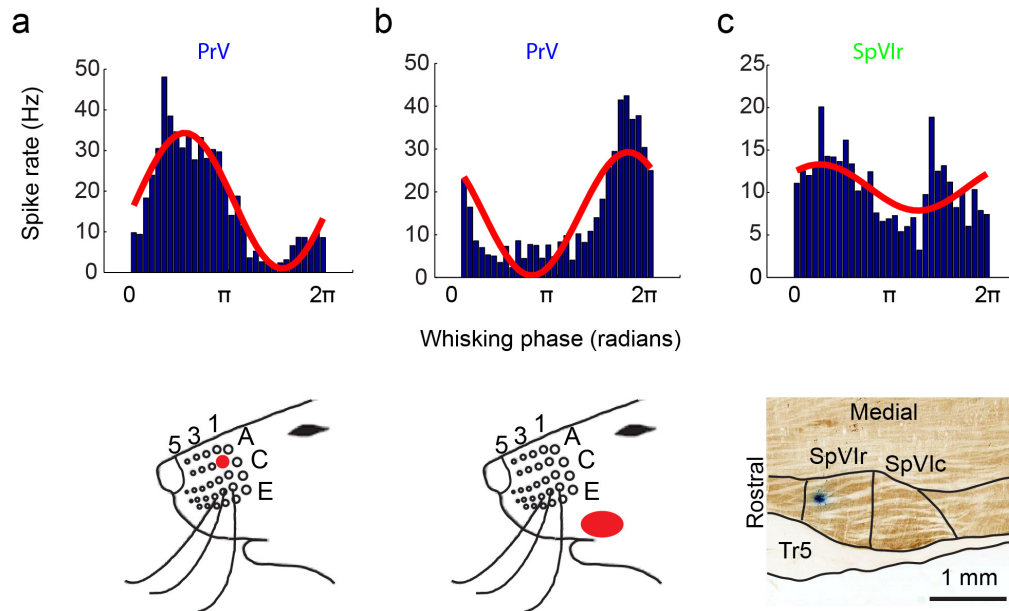 a
b
c
PrV
PrV
SpVIr
Spike rate (Hz)
50
40
30
20
10
0
0
π
2π
50
40
30
20
10
0
0
π
2π
25
20
15
10
5
0
0
π
2π
Whisking phase (radians)
5 3 1 A
C
E
5 3 1 A
C
E
Medial
SpVIr SpVIc
Rostral
Tr5
1 mm